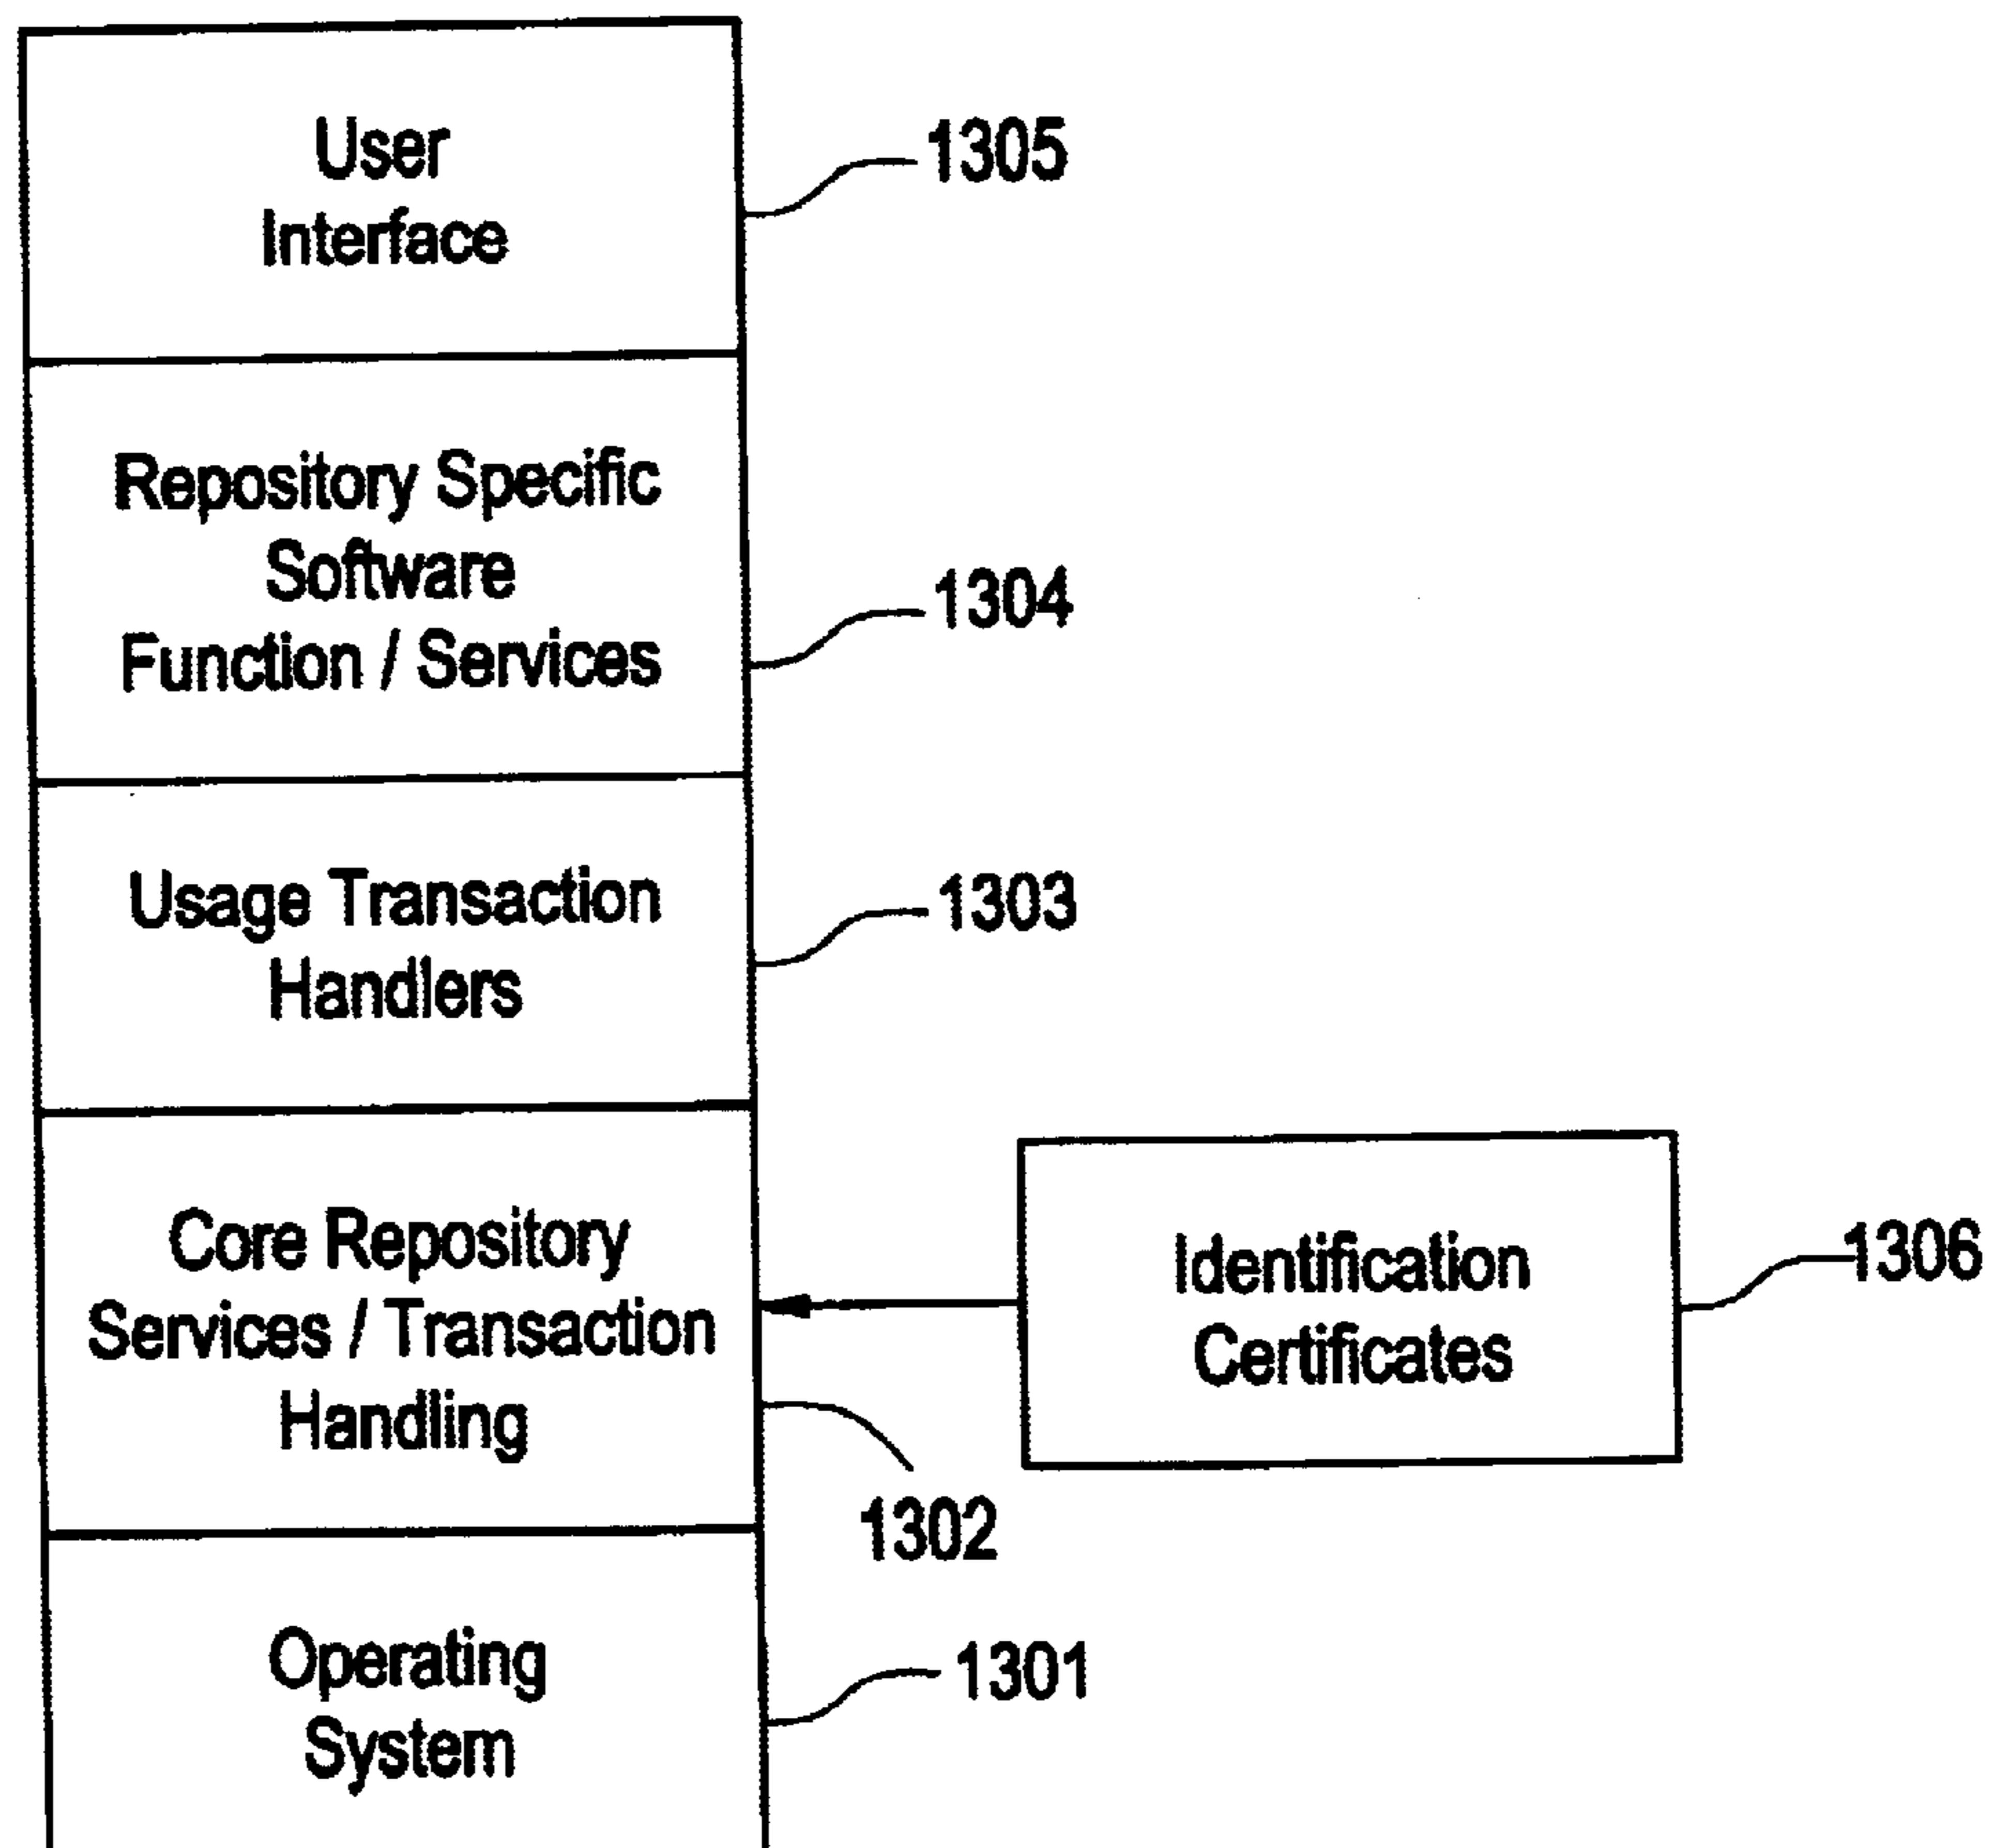 User
Interface
1305
Repository Specific
Software
Function / Services
1304
Usage Transaction
Handlers
1303
Core Repository
Services / Transaction
Handling
1302
Identification
Certificates
1306
Operating
System
1301